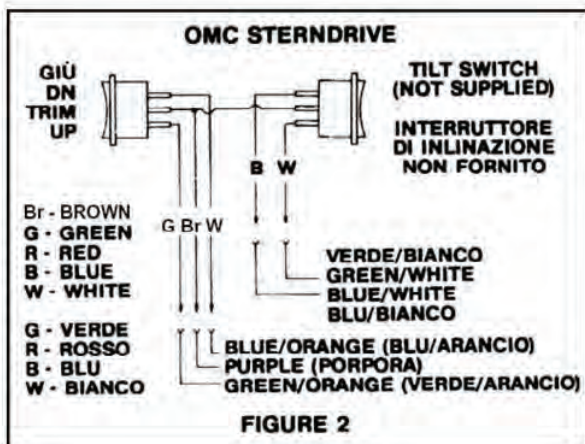 OMC STERNDRIVE
GIÙ
DN
TRIM
UP
TILT SWITCH
(NOT SUPPLIED)
INTERRUTTORE
DI INLINAZIONE
NON FORNITO
B W
G Br W
Br - BROWN
G - GREEN
R - RED
B - BLUE
W - WHITE
G - VERDE
R - ROSSO
B - BLU
W - BIANCO
VERDE/BIANCO
GREEN/WHITE
BLUE/WHITE
BLU/BIANCO
BLUE/ORANGE (BLU/ARANCIO)
PURPLE (PORPORA)
GREEN/ORANGE (VERDE/ARANCIO)
FIGURE 2